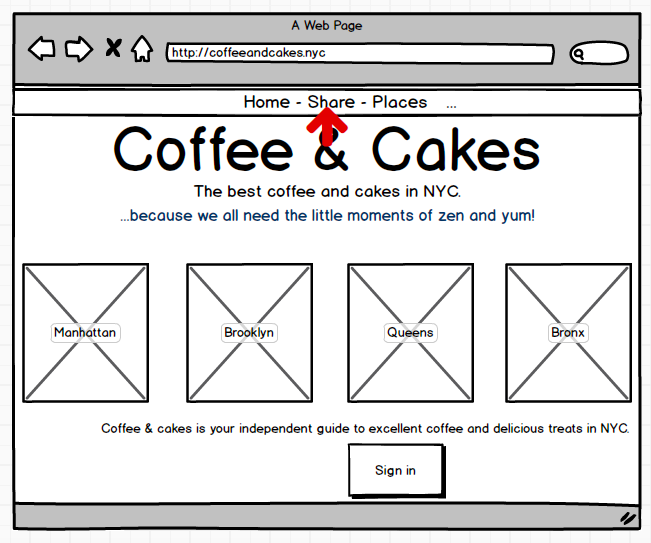 A Web Page
http://coffeeandcakes.nyc
Home - Share - Places ...
Coffee & Cakes
The best coffee and cakes in NYC.
...because we all need the little moments of zen and yum!
Manhattan
Brooklyn
Queens
Bronx
Coffee & cakes is your independent guide to excellent coffee and delicious treats in NYC.
Sign in